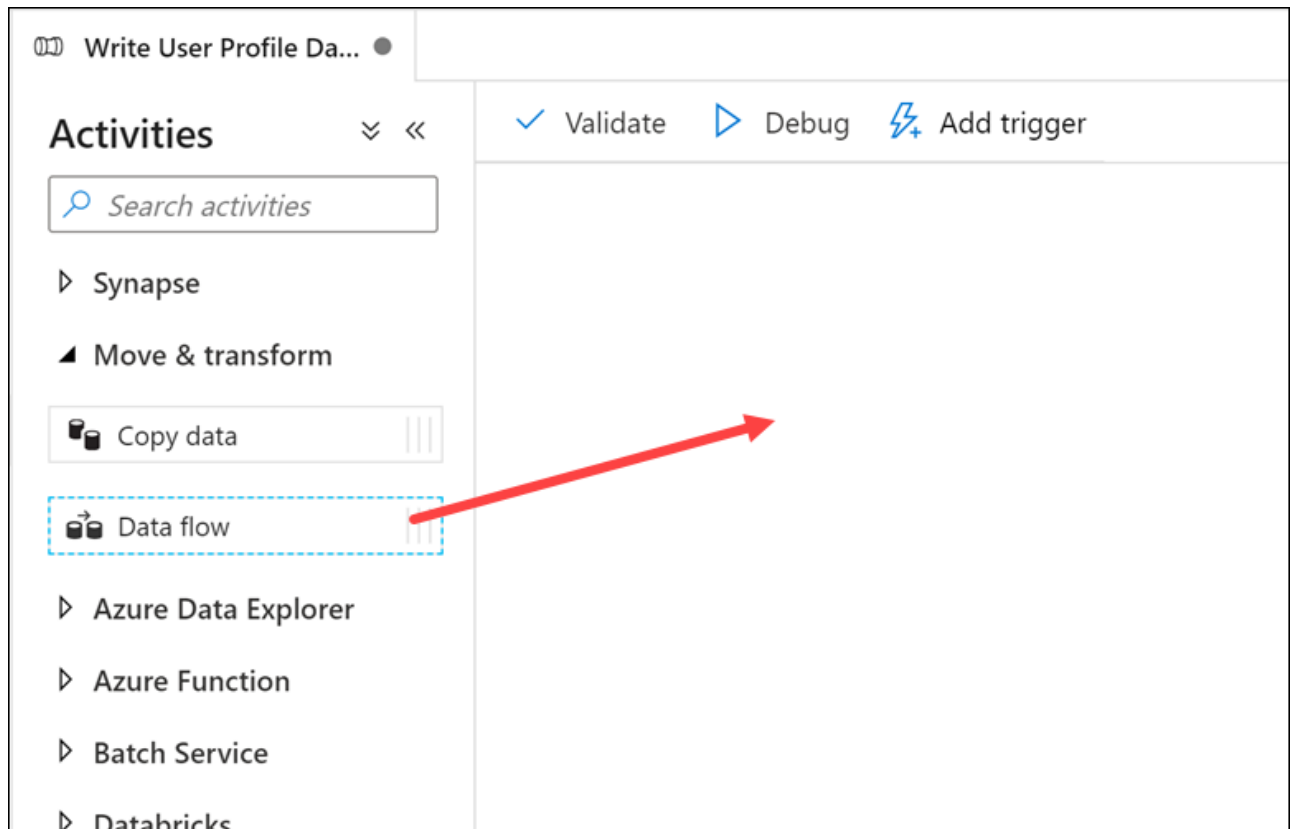 Write User Profile Da...
Activities
Validate
Debug
Add trigger
Search activities
Synapse
Move & transform
Copy data
Data flow
Azure Data Explorer
Azure Function
Batch Service
Databricks